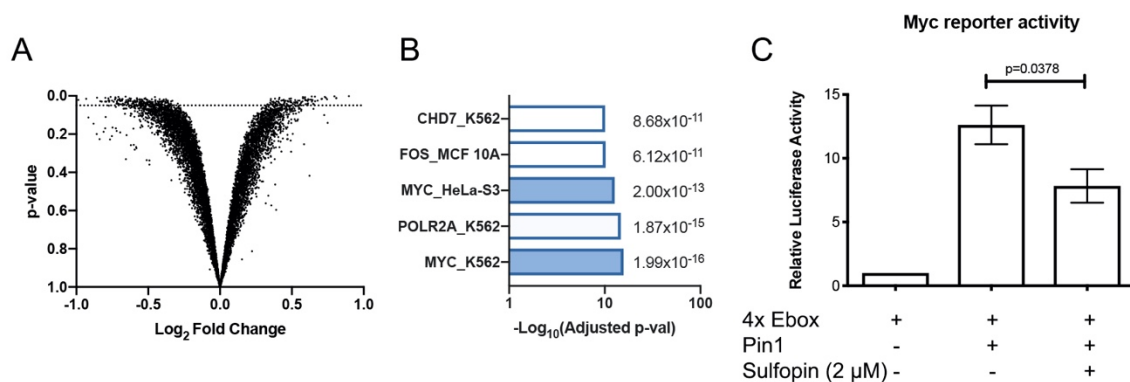 A
0.0
0.2
0.4
0.6
0.8
1.0
p-value
-1.0
-0.5
0.0
0.5
1.0
Log2 Fold Change
B
CHD7_K562
8.68x10-11
FOS_MCF 10A
6.12x10-11
MYC_HeLa-S3
2.00x10-13
POLR2A_K562
1.87x10-15
MYC_K562
1.99x10-16
1
10
100
-Log10(Adjusted p-val)
C
Myc reporter activity
p=0.0378
15
10
5
0
Relative Luciferase Activity
4x Ebox + + +
Pin1 - + +
Sulfopin (2 μM) - - +